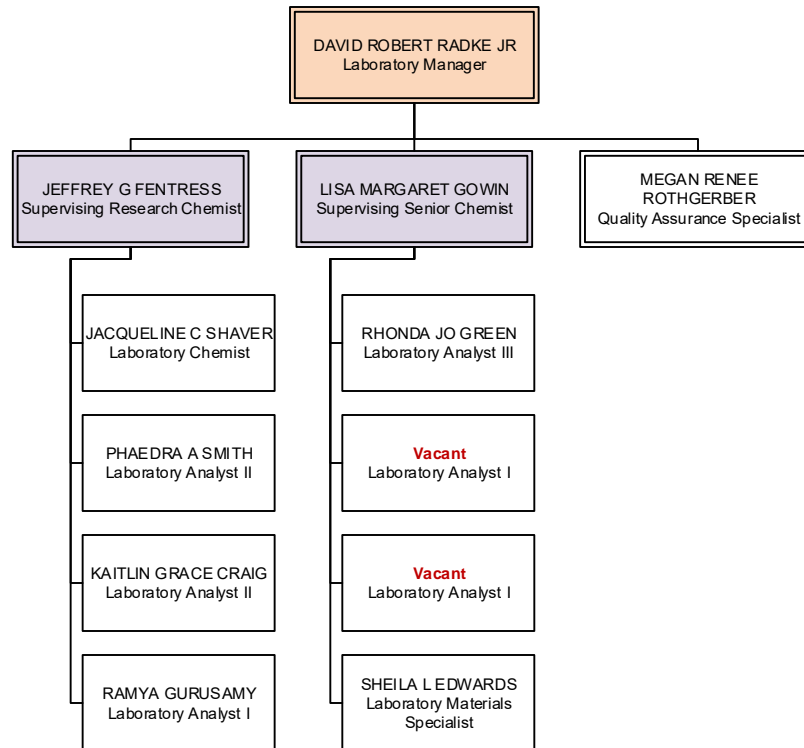 DAVID ROBERT RADKE JR
Laboratory Manager
JEFFREY G FENTRESS
Supervising Research Chemist
LISA MARGARET GOWIN
Supervising Senior Chemist
MEGAN RENEE
ROTHGERBER
Quality Assurance Specialist
JACQUELINE C SHAVER
Laboratory Chemist
PHAEDRA A SMITH
Laboratory Analyst II
KAITLIN GRACE CRAIG
Laboratory Analyst II
RAMYA GURUSAMY
Laboratory Analyst I
RHONDA JO GREEN
Laboratory Analyst III
Vacant
Laboratory Analyst I
Vacant
Laboratory Analyst I
SHEILA L EDWARDS
Laboratory Materials
Specialist